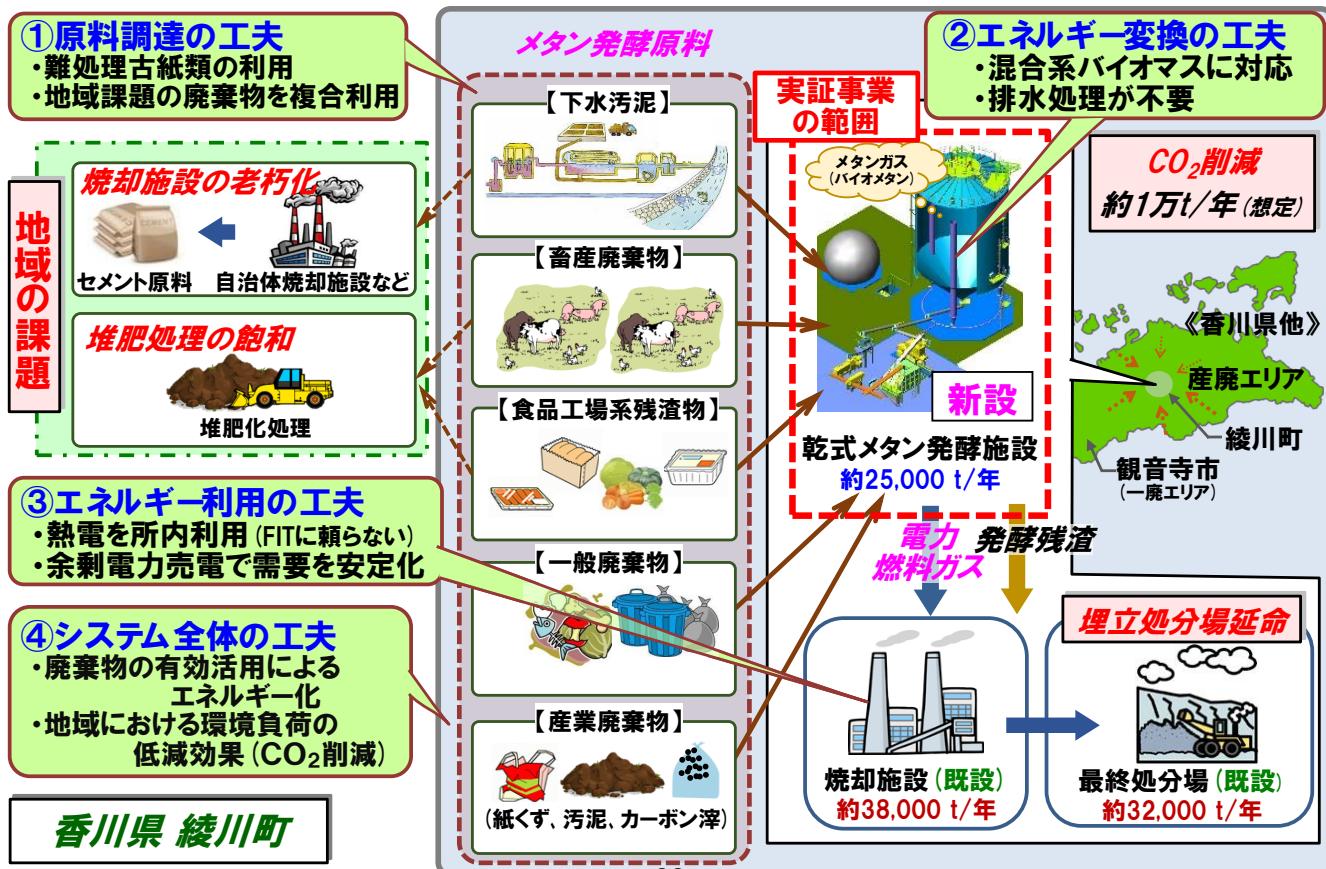 ①原料調達の工夫
・難処理古紙類の利用
・地域課題の廃棄物を複合利用
地域の課題
焼却施設の老朽化
CEMENT
セメント原料
自治体焼却施設など
堆肥処理の飽和
堆肥化処理
③エネルギー利用の工夫
・熱電を所内利用 (FITに頼らない)
・余剰電力売電で需要を安定化
④システム全体の工夫
・廃棄物の有効活用による
エネルギー化
・地域における環境負荷の
低減効果 (CO₂削減)
香川県 綾川町
メタン発酵原料
【下水汚泥】
【畜産廃棄物】
【食品工場系残渣物】
【一般廃棄物】
【産業廃棄物】
(紙くず、汚泥、カーボン滓)
②エネルギー変換の工夫
・混合系バイオマスに対応
・排水処理が不要
実証事業
の範囲
メタンガス
(バイオメタン)
新設
乾式メタン発酵施設
約25,000 t/年
電力
燃料ガス
発酵残渣
焼却施設 (既設)
約38,000 t/年
埋立処分場延命
最終処分場 (既設)
約32,000 t/年
CO₂削減
約1万t/年 (想定)
《香川県他》
産廃エリア
綾川町
観音寺市
(一廃エリア)